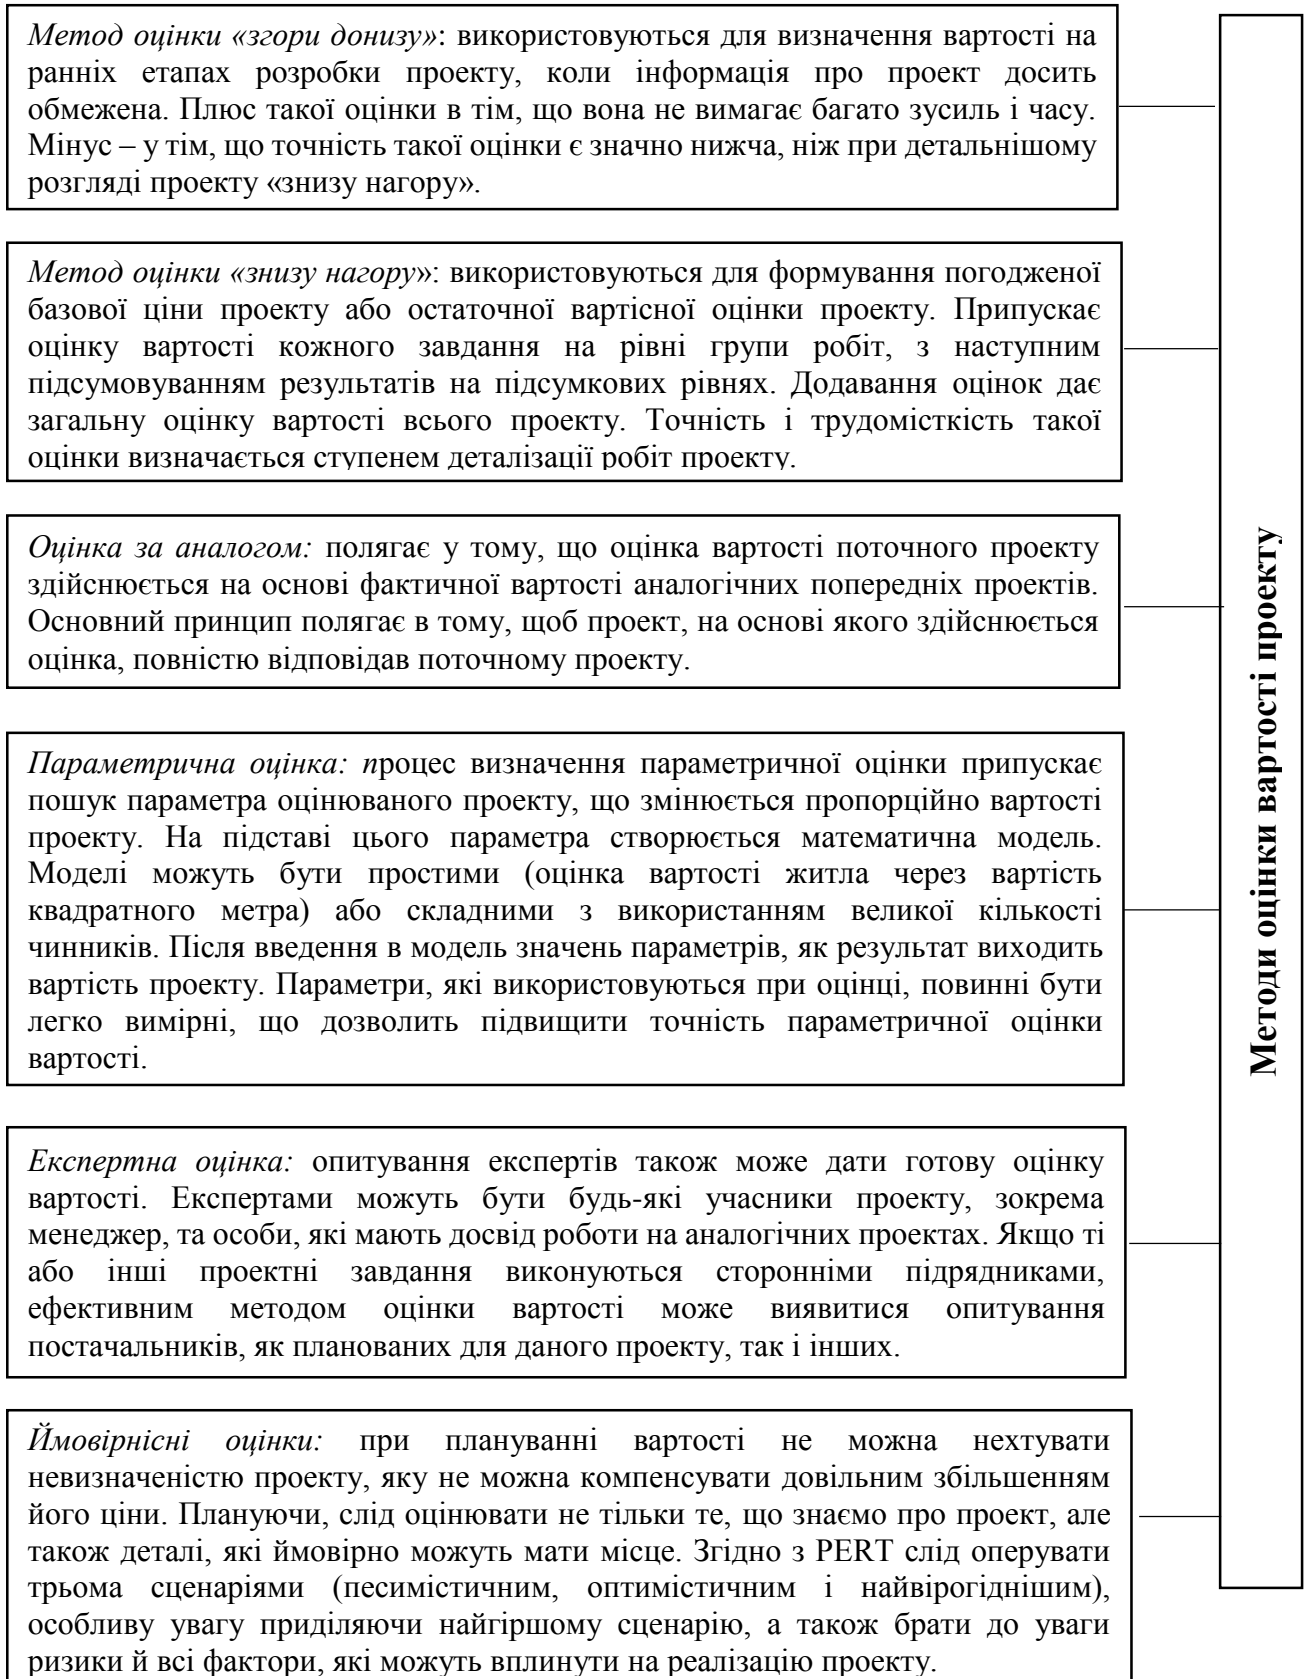 Метод оцінки «згори донизу»: використовуються для визначення вартості на
ранніх етапах розробки проекту, коли інформація про проект досить
обмежена. Плюс такої оцінки в тім, що вона не вимагає багато зусиль і часу.
Мінус – у тім, що точність такої оцінки є значно нижча, ніж при детальнішому
розгляді проекту «знизу нагору».
Метод оцінки «знизу нагору»: використовуються для формування погодженої
базової ціни проекту або остаточної вартісної оцінки проекту. Припускає
оцінку вартості кожного завдання на рівні групи робіт, з наступним
підсумовуванням результатів на підсумкових рівнях. Додавання оцінок дає
загальну оцінку вартості всього проекту. Точність і трудомісткість такої
оцінки визначається ступенем деталізації робіт проекту.
Оцінка за аналогом: полягає у тому, що оцінка вартості поточного проекту
здійснюється на основі фактичної вартості аналогічних попередніх проектів.
Основний принцип полягає в тому, щоб проект, на основі якого здійснюється
оцінка, повністю відповідав поточному проекту.
Параметрична оцінка: процес визначення параметричної оцінки припускає
пошук параметра оцінюваного проекту, що змінюється пропорційно вартості
проекту. На підставі цього параметра створюється математична модель.
Моделі можуть бути простими (оцінка вартості житла через вартість
квадратного метра) або складними з використанням великої кількості
чинників. Після введення в модель значень параметрів, як результат виходить
вартість проекту. Параметри, які використовуються при оцінці, повинні бути
легко вимірні, що дозволить підвищити точність параметричної оцінки
вартості.
Експертна оцінка: опитування експертів також може дати готову оцінку
вартості. Експертами можуть бути будь-які учасники проекту, зокрема
менеджер, та особи, які мають досвід роботи на аналогічних проектах. Якщо ті
або інші проектні завдання виконуються сторонніми підрядниками,
ефективним методом оцінки вартості може виявитися опитування
постачальників, як планованих для даного проекту, так і інших.
Ймовірнісні оцінки: при плануванні вартості не можна нехтувати
невизначеністю проекту, яку не можна компенсувати довільним збільшенням
його ціни. Плануючи, слід оцінювати не тільки те, що знаємо про проект, але
також деталі, які ймовірно можуть мати місце. Згідно з PERT слід оперувати
трьома сценаріями (песимістичним, оптимістичним і найвірогіднішим),
особливу увагу приділяючи найгіршому сценарію, а також брати до уваги
ризики й всі фактори, які можуть вплинути на реалізацію проекту.
Методи оцінки вартості проекту